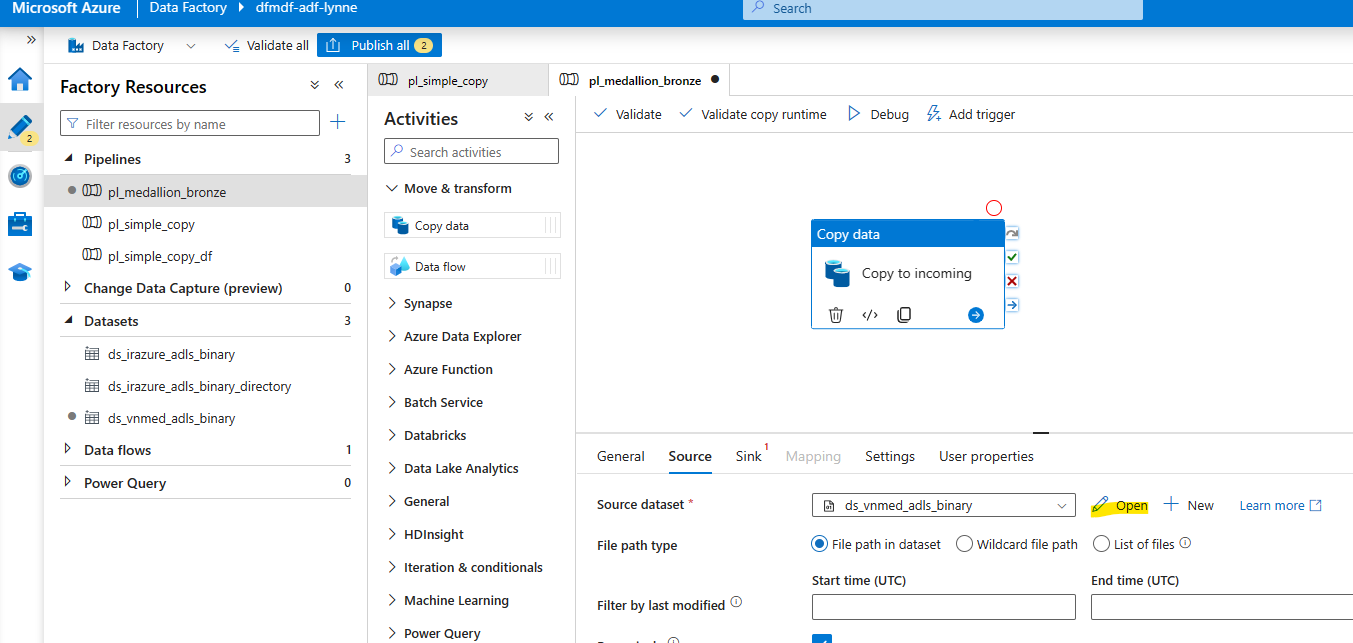 Microsoft Azure Data Factory dfmdf-adf-lynne Search
Data Factory Validate all Publish all 2
Factory Resources
Filter resources by name
Pipelines 3
pl_medallion_bronze
pl_simple_copy
pl_simple_copy_df
Change Data Capture (preview) 0
Datasets 3
ds_irazure_adls_binary
ds_irazure_adls_binary_directory
ds_vnmed_adls_binary
Data flows 1
Power Query 0
2
pl_simple_copy pl_medallion_bronze
Activities
Search activities
Move & transform
Copy data
Data flow
Synapse
Azure Data Explorer
Azure Function
Batch Service
Databricks
Data Lake Analytics
General
HDInsight
Iteration & conditionals
Machine Learning
Power Query
Validate Validate copy runtime Debug Add trigger
Copy data
Copy to incoming
General Source Sink 1 Mapping Settings User properties
Source dataset * ds_vnmed_adls_binary Open New Learn more
File path type File path in dataset Wildcard file path List of files
Start time (UTC) End time (UTC)
Filter by last modified